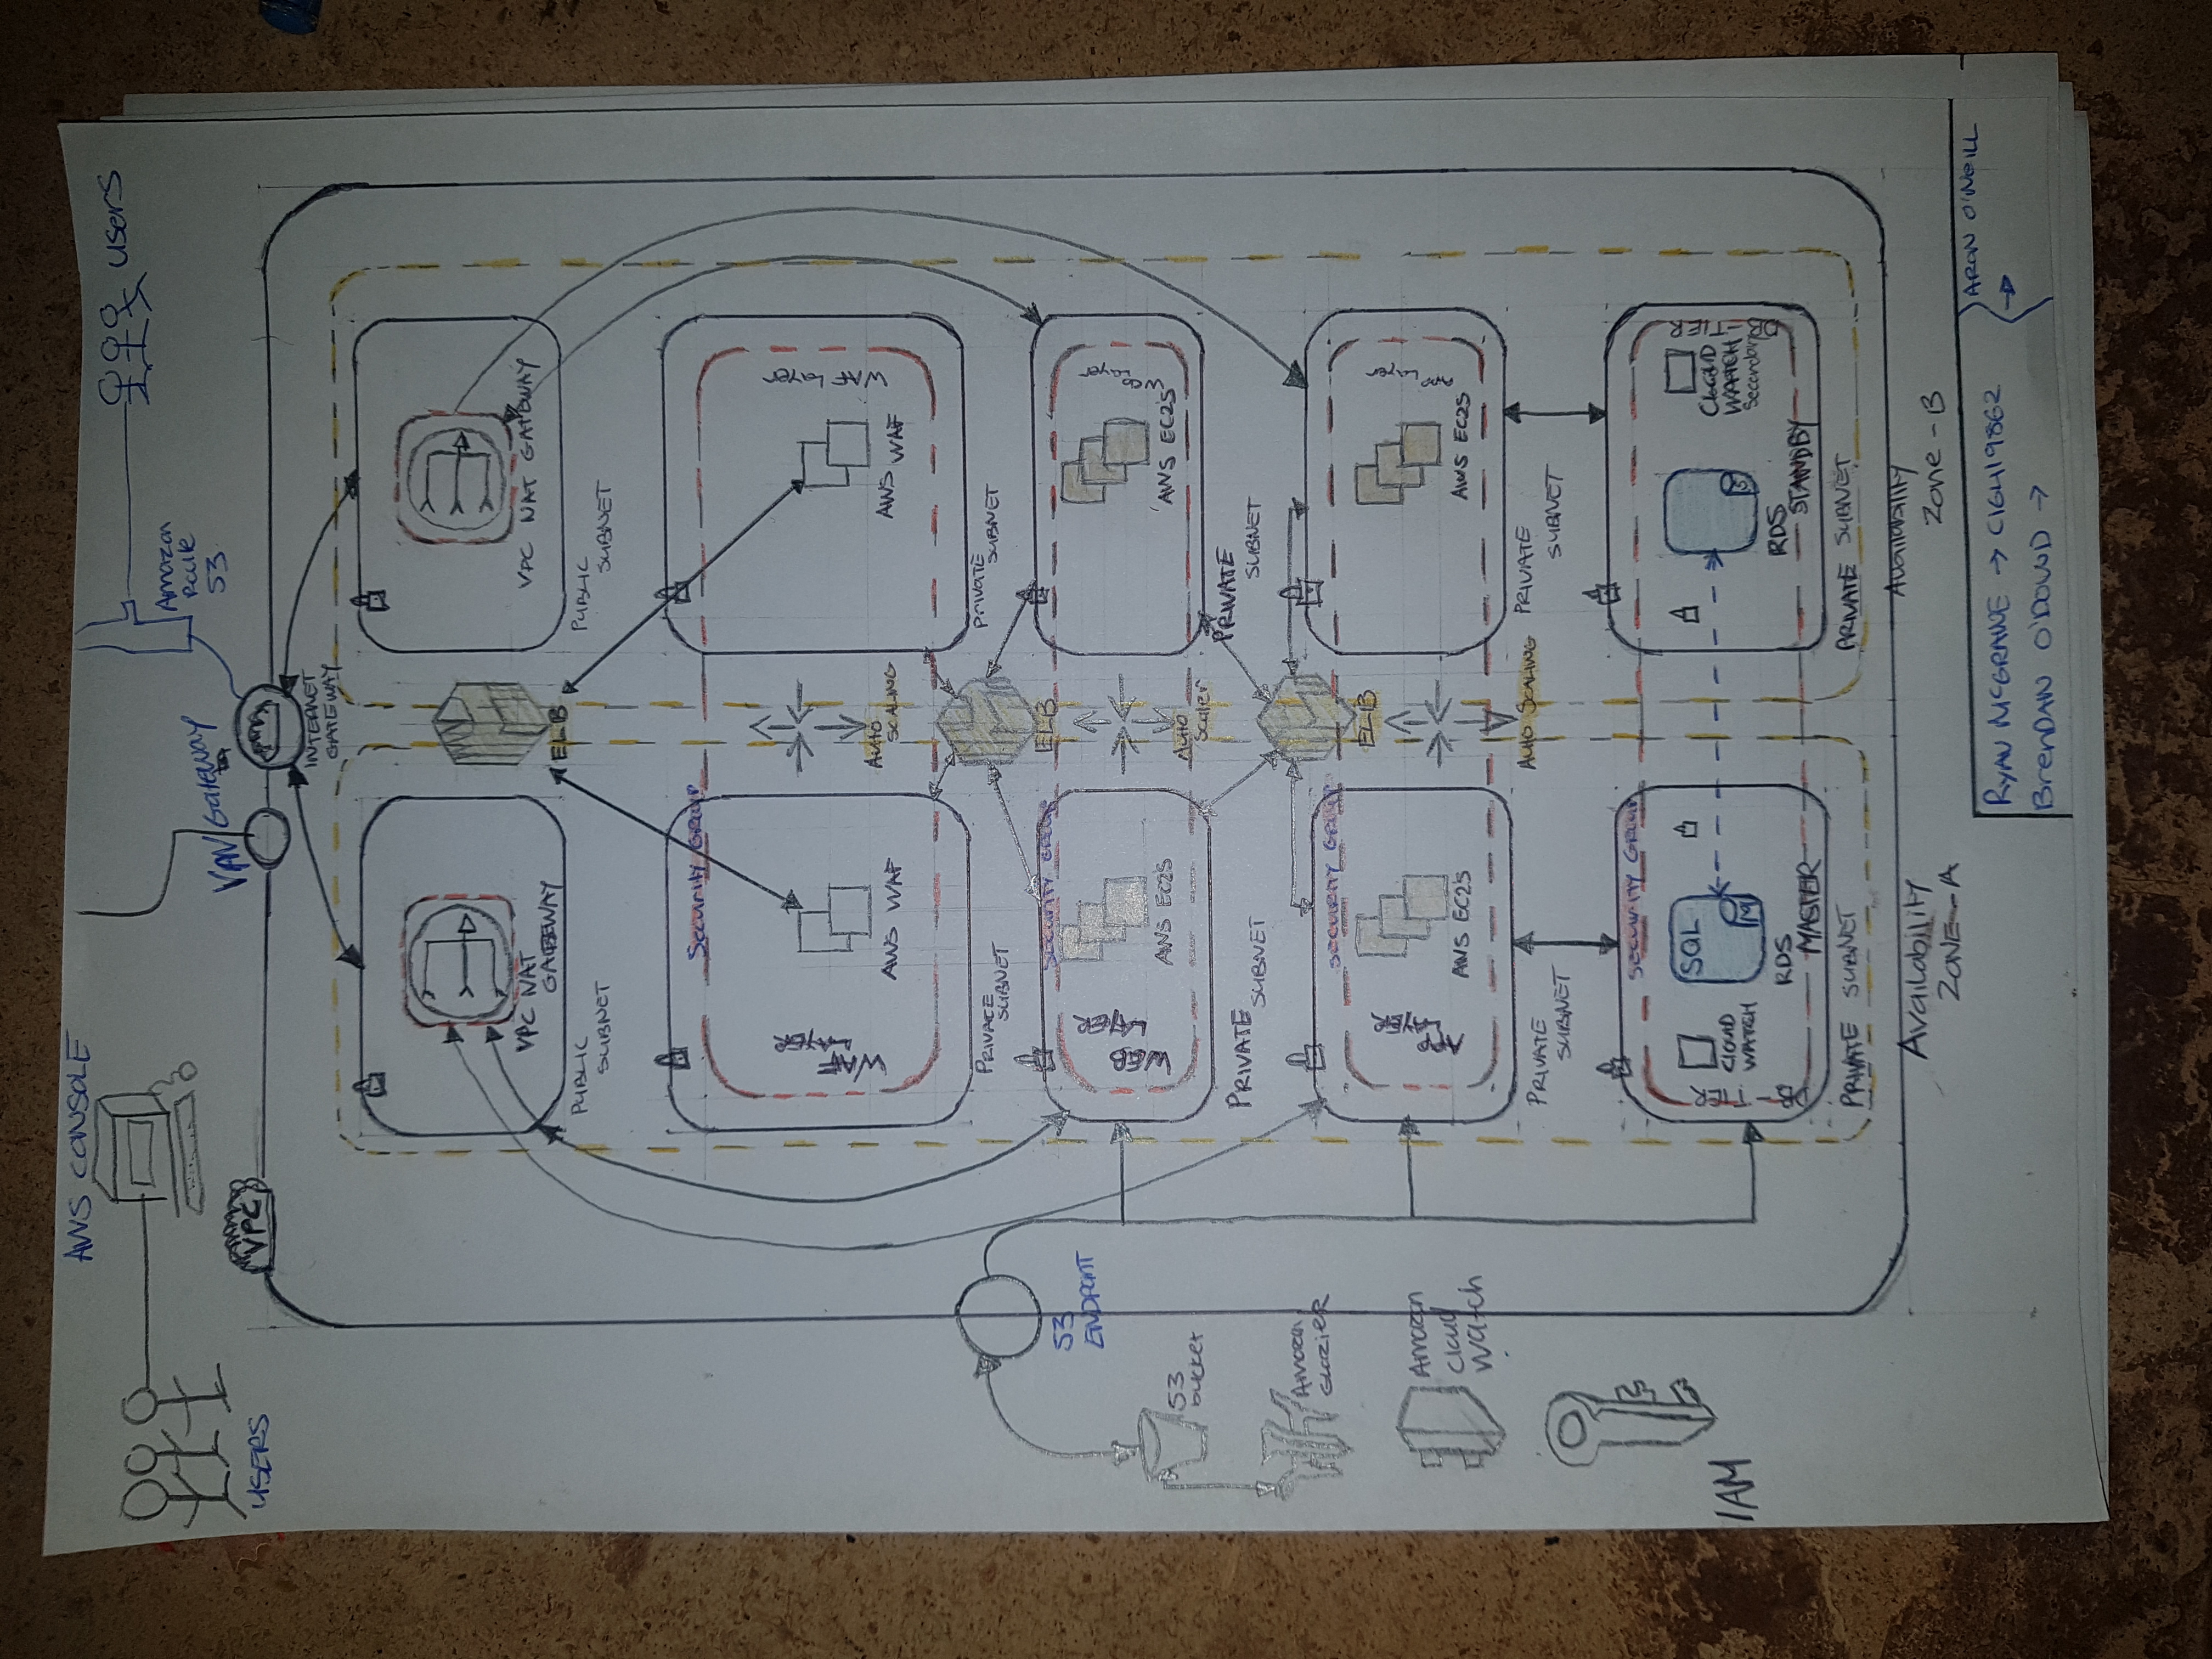 AWS CONSOLE
USERS
users
Amazon
Route
53
VAN Gateway
VPC
INTERNET
GATEWAY
VPC NAT
GATEWAY
VPC NAT GATEWAY
ELB
PUBLIC
SUBNET
PUBLIC
SUBNET
Security Group
WAF
LAYER
WAF Layer
AWS WAF
AWS WAF
Auto
SCALING
PRIVATE
SUBNET
Private
SUBNET
ELB
S3
ENDPOINT
SECURITY GROUP
WEB
LAYER
Web Layer
AWS EC2S
AWS EC2S
Auto
Scaler
S3
bucket
PRIVATE
SUBNET
PRIVATE
SUBNET
Amazon
GLAZIER
SECURITY GROUP
ELB
APP
LAYER
APP Layer
AWS EC2S
AWS EC2S
Amazon
Cloud
Watch
PRIVATE
SUBNET
Auto SCALING
PRIVATE
SUBNET
IAM
SECURITY GROUP
DB-TIER
CLOUD
WATCH
SQL
M
RDS
MASTER
S
RDS
STANDBY
CLOUD
WATCH
Secondary
DB-TIER
PRIVATE SUBNET
PRIVATE SUBNET
Availability
ZONE-A
Availability
Zone-B
RYAN McGRANE → C16419862
BRENDAN O'DOWD →
ARON O'NEILL
→